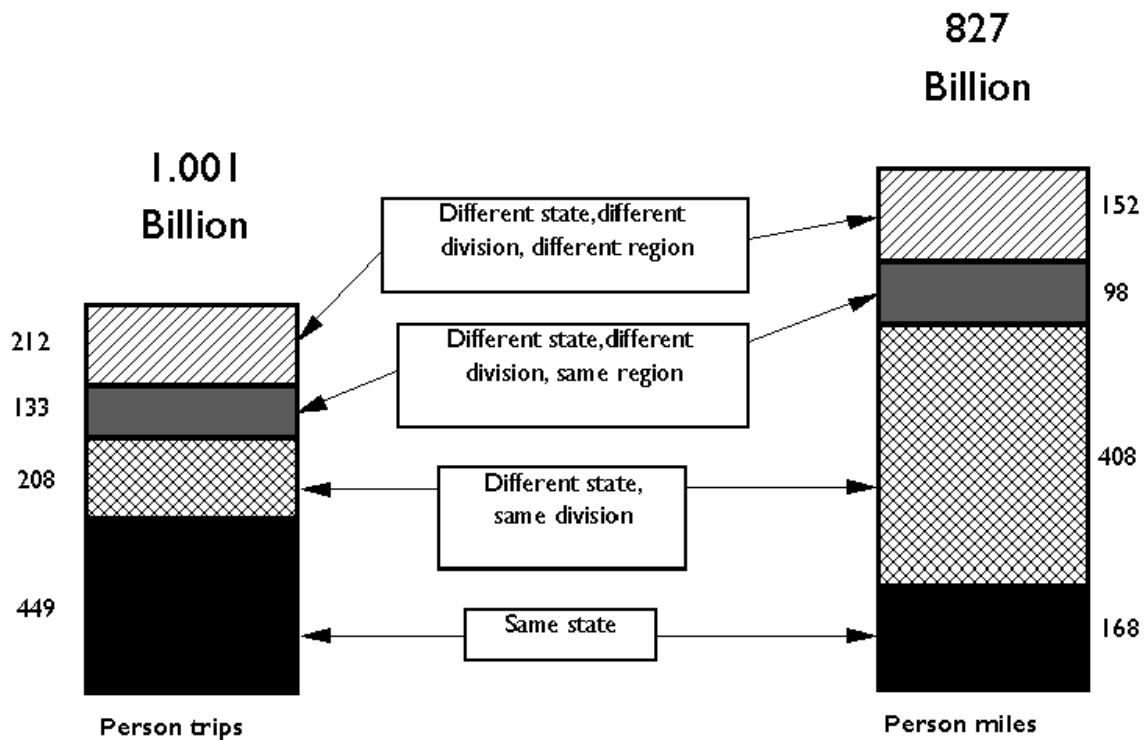 827
Billion
1.001
Billion
Different state,different
division, different region
152
212
98
Different state,different
division, same region
133
208
Different state,
same division
408
449
Same state
168
Person trips
Person miles